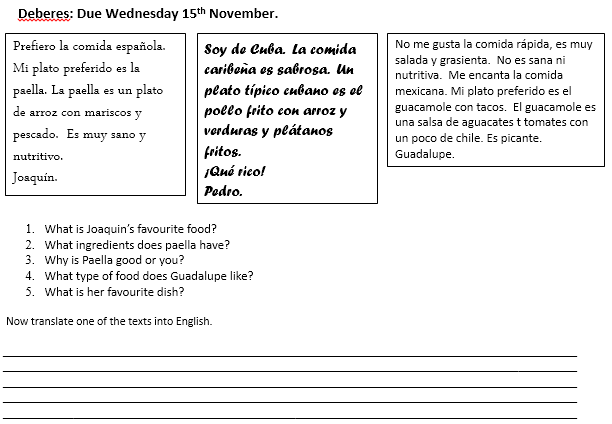 Deberes: Due Wednesday 15th November.
Prefiero la comida española.
Mi plato preferido es la
paella. La paella es un plato
de arroz con mariscos y
pescado.  Es muy sano y
nutritivo.
Joaquín.
Soy de Cuba.  La comida
caribeña es sabrosa.  Un
plato típico cubano es el
pollo frito con arroz y
verduras y plátanos
fritos.
¡Qué rico!
Pedro.
No me gusta la comida rápida, es muy
salada y grasienta.  No es sana ni
nutritiva.  Me encanta la comida
mexicana. Mi plato preferido es el
guacamole con tacos.  El guacamole es
una salsa de aguacates t tomates con
un poco de chile. Es picante.
Guadalupe.
1. What is Joaquin's favourite food?
2. What ingredients does paella have?
3. Why is Paella good or you?
4. What type of food does Guadalupe like?
5. What is her favourite dish?
Now translate one of the texts into English.